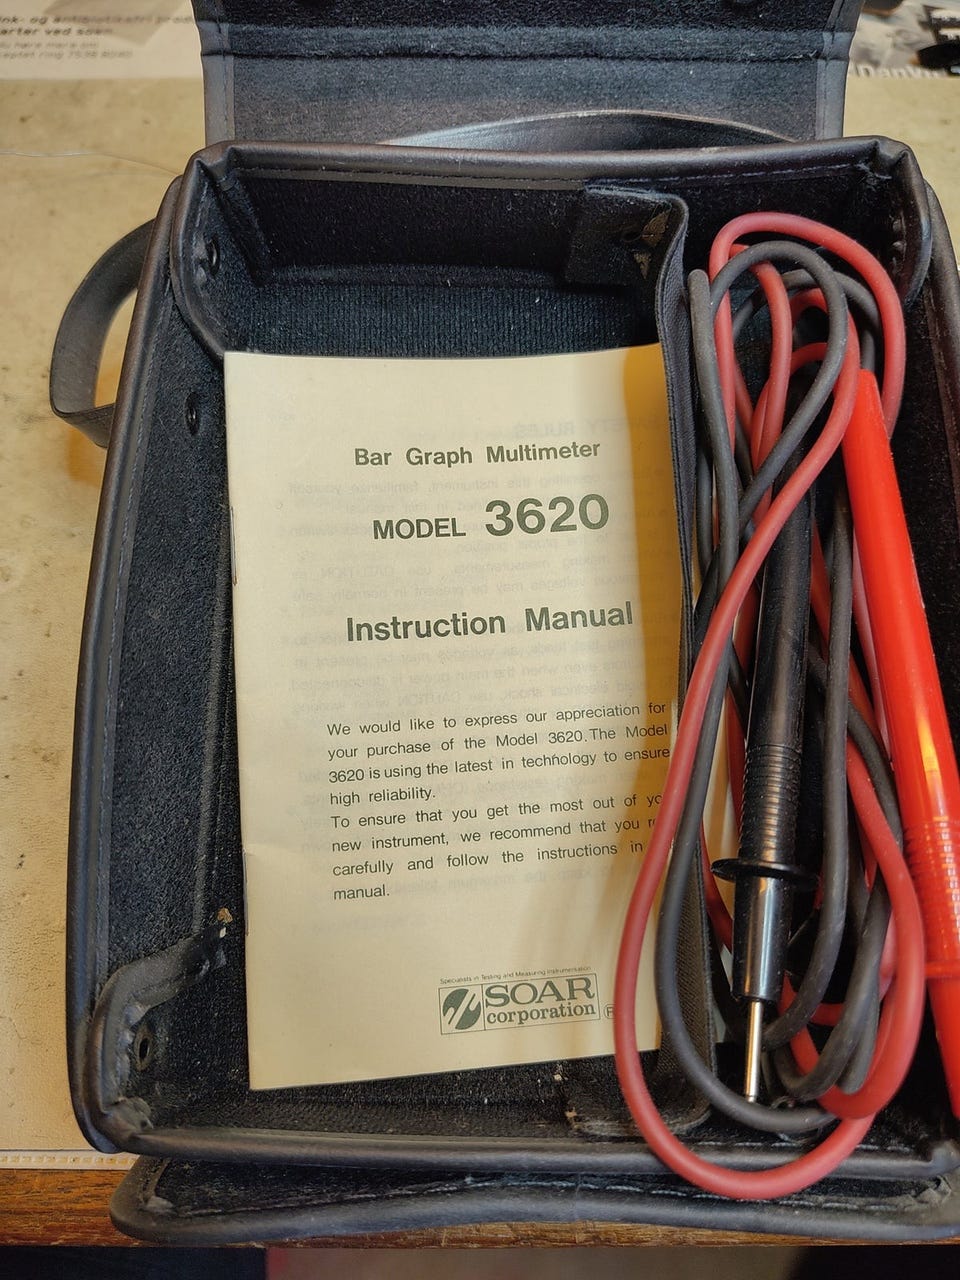 Bar Graph Multimeter
MODEL 3620
Instruction Manual
We would like to express our appreciation for
your purchase of the Model 3620. The Model
3620 is using the latest in technology to ensure
high reliability.
To ensure that you get the most out of
new instrument, we recommend that you
carefully and follow the instructions in
manual.
Specialists in Testing and Measuring Instrumentation
SOAR
corporation